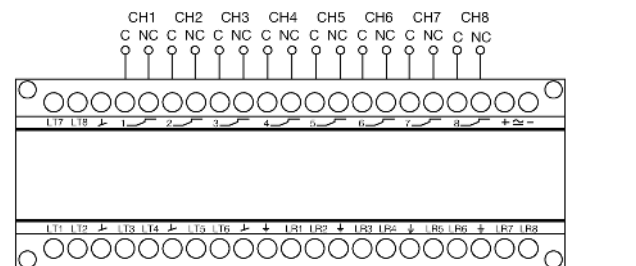 CH1 CH2 CH3 CH4 CH5 CH6 CH7 CH8
C NC C NC C NC C NC C NC C NC C NC C NC
LT7 LT8 1 2 3 4 5 6 7 8 + ≃ −
LT1 LT2 LT3 LT4 LT5 LT6 LR1 LR2 LR3 LR4 LR5 LR6 LR7 LR8